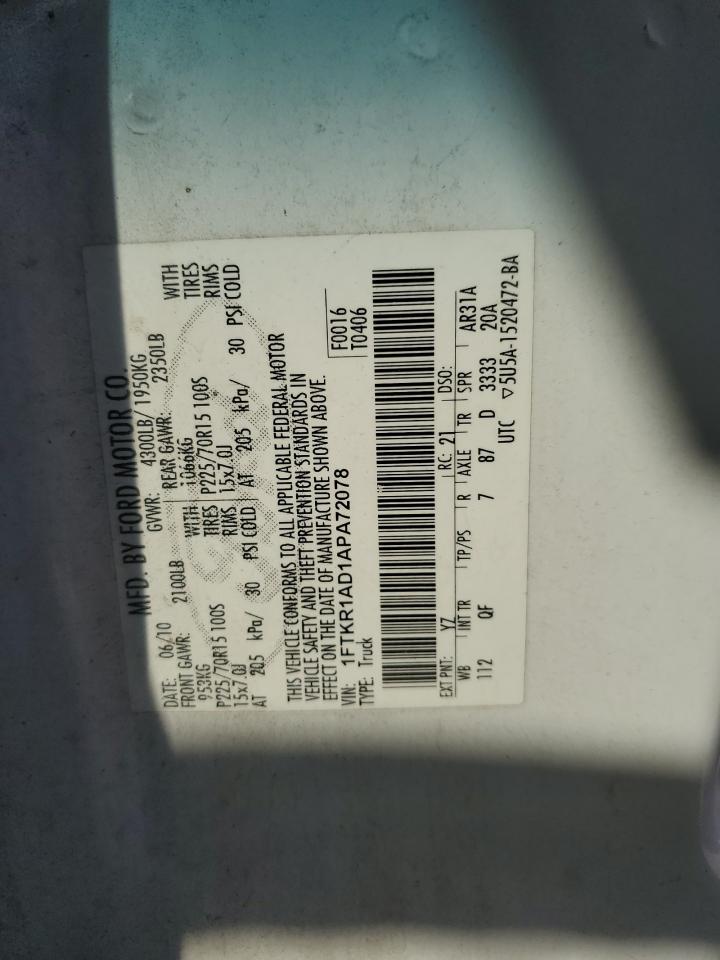 MFD. BY FORD MOTOR CO.
DATE: 06/10 GVWR: 4300LB/ 1950KG
FRONT GAWR: 2100LB REAR GAWR: 2350LB
953KG WITH 1066KG WITH
P225/70R15 100S TIRES P225/70R15 100S TIRES
15x7.0J RIMS 15x7.0J RIMS
AT 205 kPa/ 30 PSI COLD AT 205 kPa/ 30 PSI COLD
THIS VEHICLE CONFORMS TO ALL APPLICABLE FEDERAL MOTOR
VEHICLE SAFETY AND THEFT PREVENTION STANDARDS IN
EFFECT ON THE DATE OF MANUFACTURE SHOWN ABOVE.
VIN: 1FTKR1AD1APA72078 F0016
TYPE: Truck T0406
EXT PNT: YZ RC: 21 DSO:
WB INT TR TP/PS R AXLE TR SPR AR31A
112 QF 7 87 D 3333 20A
UTC ▽5U5A-1520472-BA